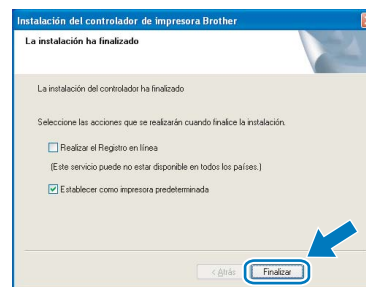 Instalación del controlador de impresora Brother
La instalación ha finalizado
La instalación del controlador ha finalizado
Seleccione las acciones que se realizarán cuando finalice la instalación.
Realizar el Registro en línea
(Este servicio puede no estar disponible en todos los países.)
Establecer como impresora predeterminada
< Atrás
Finalizar